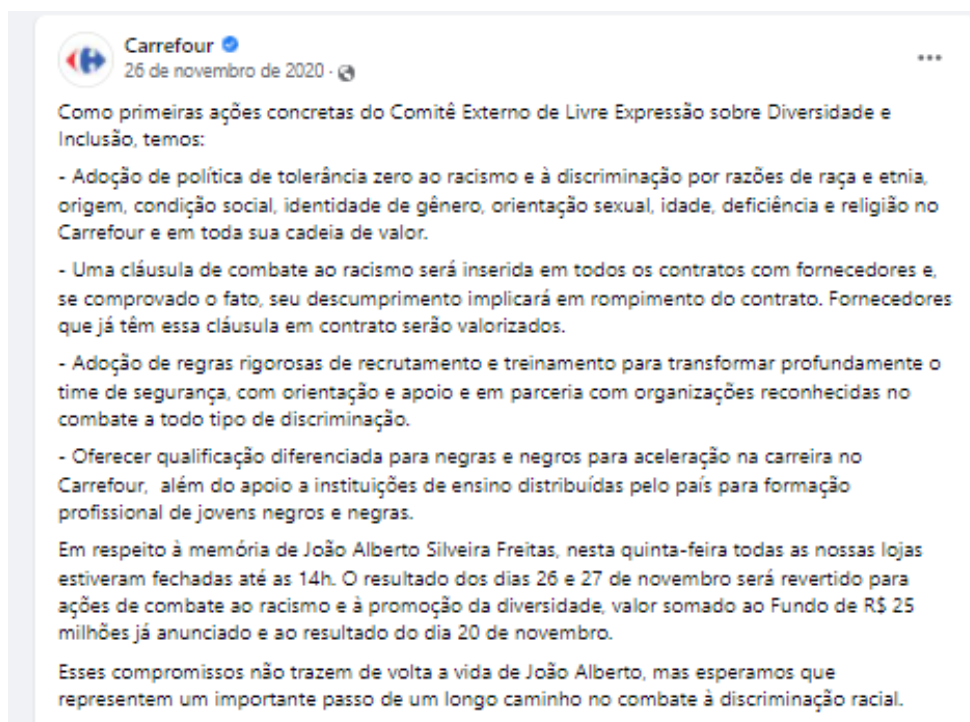 Carrefour
26 de novembro de 2020 ·
Como primeiras ações concretas do Comitê Externo de Livre Expressão sobre Diversidade e
Inclusão, temos:
- Adoção de política de tolerância zero ao racismo e à discriminação por razões de raça e etnia,
origem, condição social, identidade de gênero, orientação sexual, idade, deficiência e religião no
Carrefour e em toda sua cadeia de valor.
- Uma cláusula de combate ao racismo será inserida em todos os contratos com fornecedores e,
se comprovado o fato, seu descumprimento implicará em rompimento do contrato. Fornecedores
que já têm essa cláusula em contrato serão valorizados.
- Adoção de regras rigorosas de recrutamento e treinamento para transformar profundamente o
time de segurança, com orientação e apoio e em parceria com organizações reconhecidas no
combate a todo tipo de discriminação.
- Oferecer qualificação diferenciada para negras e negros para aceleração na carreira no
Carrefour, além do apoio a instituições de ensino distribuídas pelo país para formação
profissional de jovens negros e negras.
Em respeito à memória de João Alberto Silveira Freitas, nesta quinta-feira todas as nossas lojas
estiveram fechadas até as 14h. O resultado dos dias 26 e 27 de novembro será revertido para
ações de combate ao racismo e à promoção da diversidade, valor somado ao Fundo de R$ 25
milhões já anunciado e ao resultado do dia 20 de novembro.
Esses compromissos não trazem de volta a vida de João Alberto, mas esperamos que
representem um importante passo de um longo caminho no combate à discriminação racial.